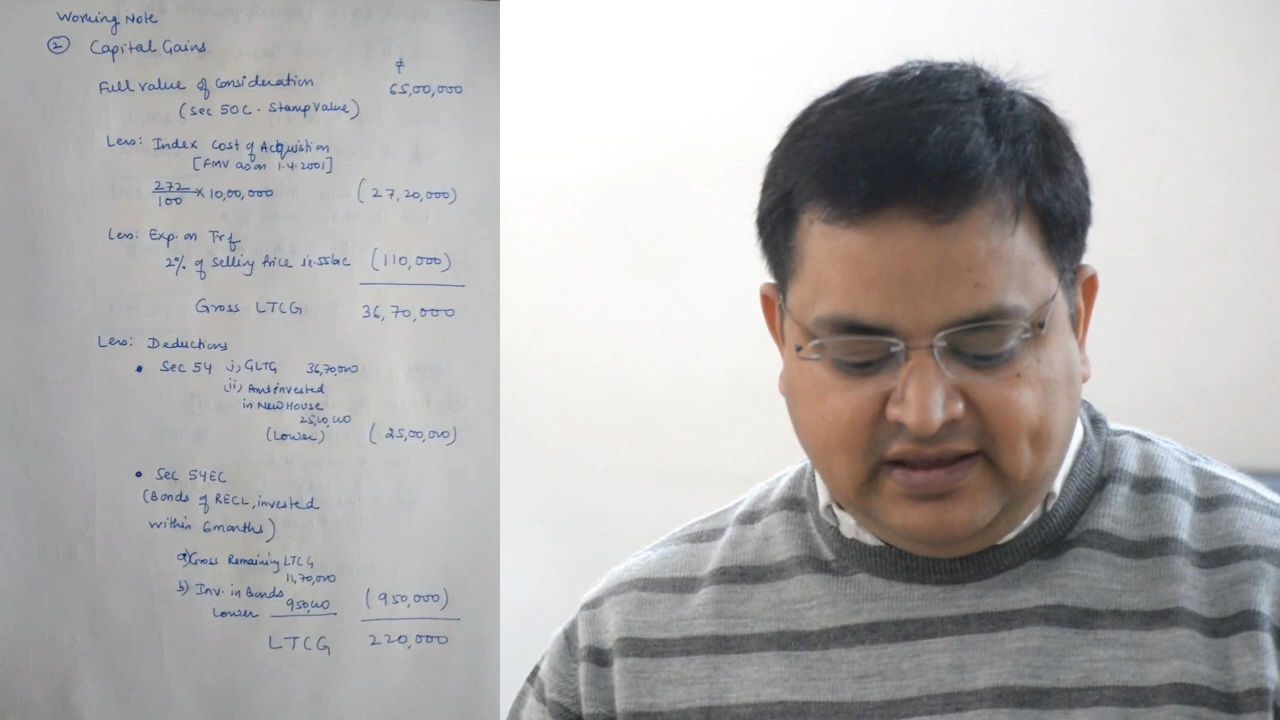 Working Note
2 Capital Gains
₹
Full value of consideration 65,00,000
(Sec 50C - Stamp Value)
Less: Index Cost of Acquistion
[FMV as on 1.4.2001]
272/100 × 10,00,000 (27,20,000)
Less: Exp. on Trf
2% of selling Price i.e. 55lac (110,000)
Gross LTCG 36,70,000
Less: Deductions
• Sec 54 i) GLTG 36,70,000
(ii) Amt invested
in New House
25,00,000
(Lower) (25,00,000)
• Sec 54EC
(Bonds of RECL, invested
within 6 months)
a) Gross Remaining LTCG
11,70,000
b) Inv. in Bonds
Lower 950,000 (950,000)
LTCG 220,000